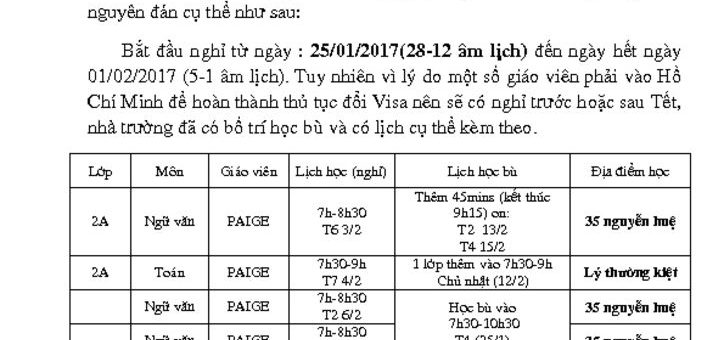 nguyên đán cụ thể như sau:
Bắt đầu nghỉ từ ngày : 25/01/2017(28-12 âm lịch) đến ngày hết ngày
01/02/2017 (5-1 âm lịch). Tuy nhiên vì lý do một số giáo viên phải vào Hồ
Chí Minh để hoàn thành thủ tục đổi Visa nên sẽ có nghỉ trước hoặc sau Tết,
nhà trường đã có bố trí học bù và có lịch cụ thể kèm theo.
Lớp Môn Giáo viên Lịch học (nghỉ) Lịch học bù Địa điểm học
2A Ngữ văn PAIGE 7h-8h30 T6 3/2 Thêm 45mins (kết thúc 9h15) on: T2 13/2 T4 15/2 35 nguyễn huệ
2A Toán PAIGE 7h30-9h T7 4/2 1 lớp thêm vào 7h30-9h Chủ nhật (12/2) Lý thường kiệt
Ngữ văn PAIGE 7h-8h30 T2 6/2 Học bù vào 7h30-10h30 35 nguyễn huệ
Ngữ văn PAIGE 7h-8h30 T4 (25/1) 35 nguyễn huệ